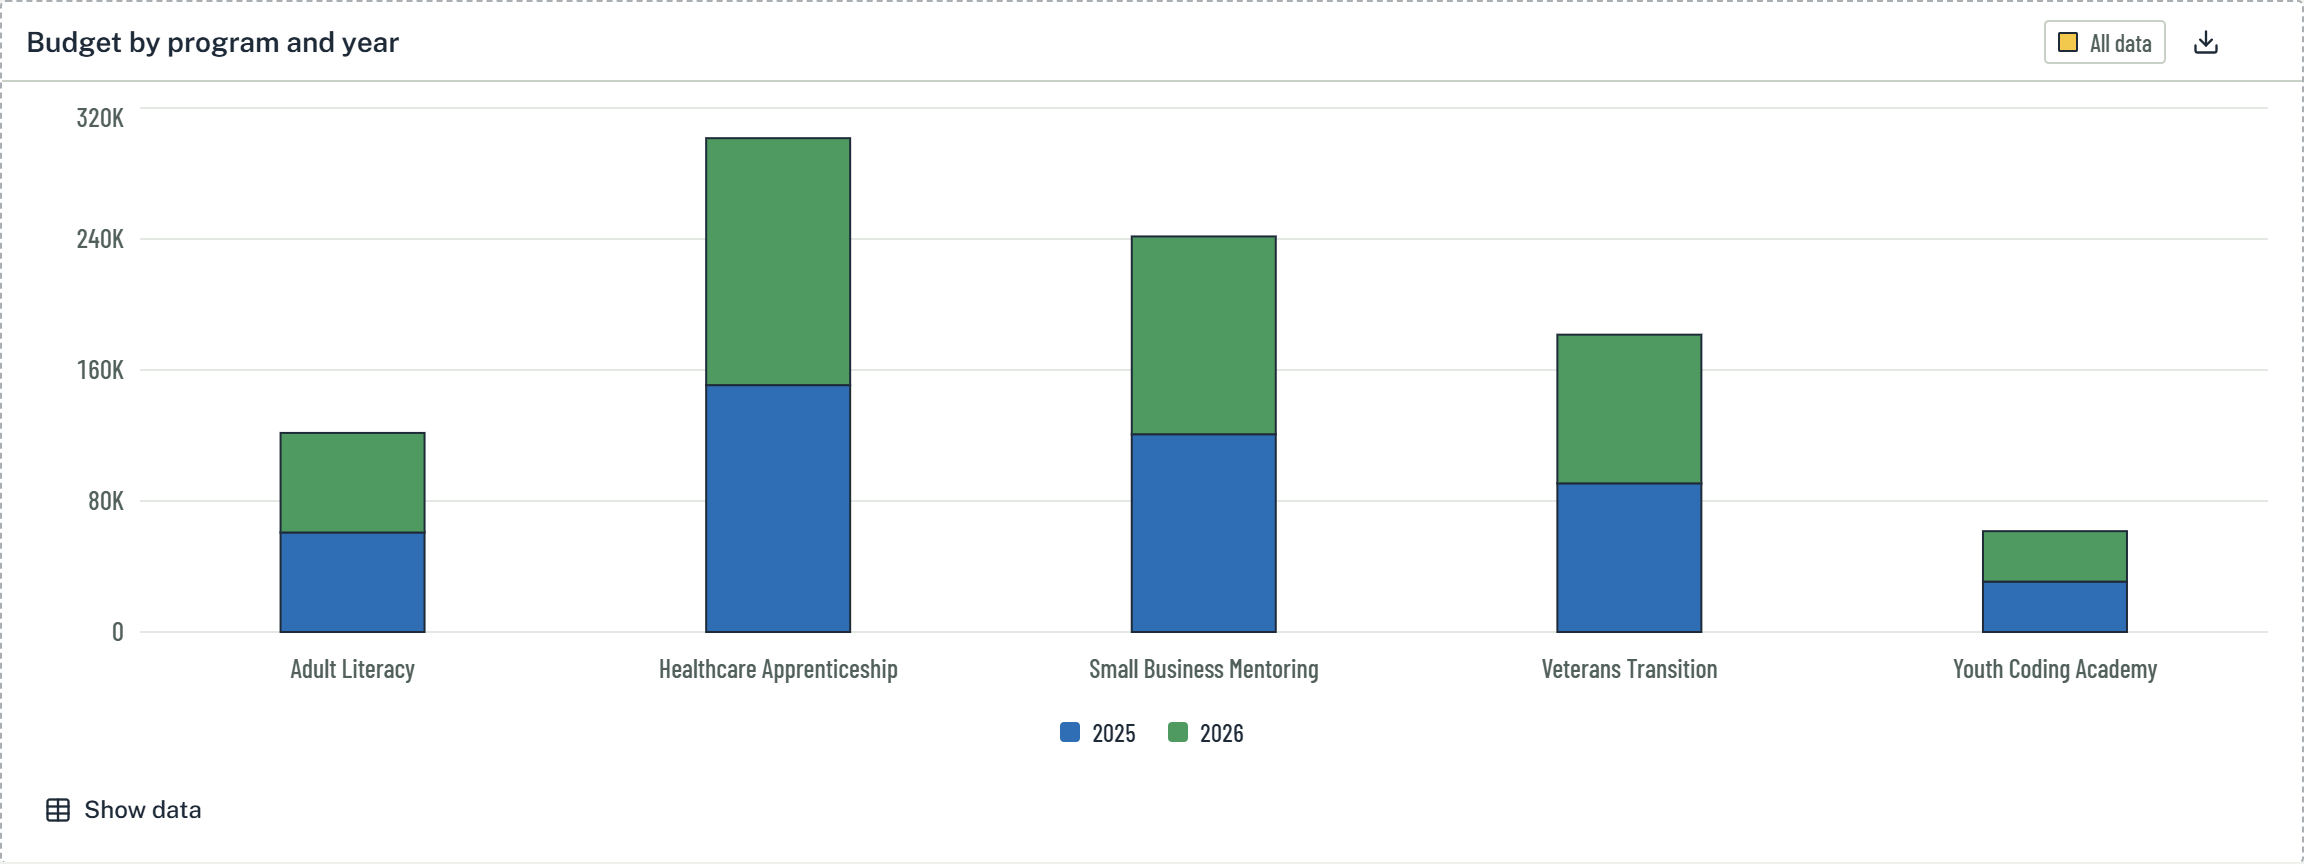 Budget by program and year
All data
320K
240K
160K
80K
0
Adult Literacy
Healthcare Apprenticeship
Small Business Mentoring
Veterans Transition
Youth Coding Academy
2025
2026
Show data